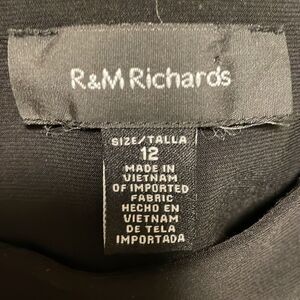 R&M Richards
SIZE/TALLA
12
MADE IN
VIETNAM
OF IMPORTED
FABRIC
HECHO EN
VIETNAM
DE TELA
IMPORTADA